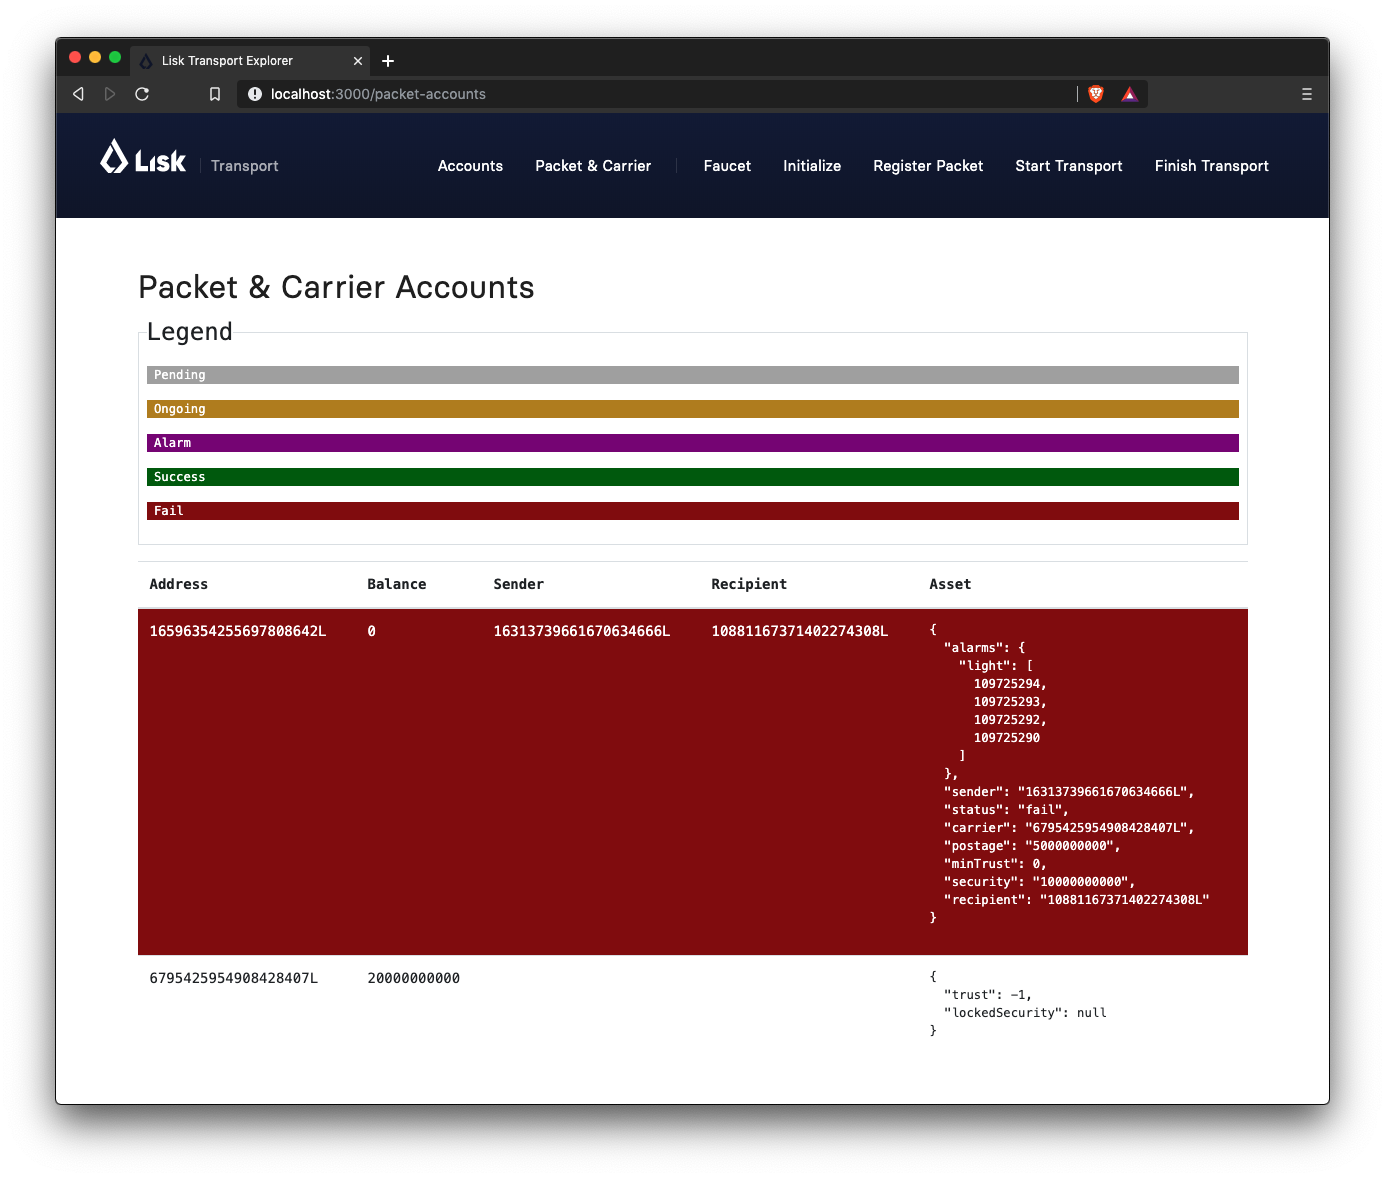 Lisk Transport Explorer
localhost:3000/packet-accounts
Lisk Transport Accounts Packet & Carrier Faucet Initialize Register Packet Start Transport Finish Transport
Packet & Carrier Accounts
Legend
Pending
Ongoing
Alarm
Success
Fail
Address Balance Sender Recipient Asset
16596354255697808642L 0 16313739661670634666L 10881167371402274308L {
"alarms": {
"light": [
109725294,
109725293,
109725292,
109725290
]
},
"sender": "16313739661670634666L",
"status": "fail",
"carrier": "6795425954908428407L",
"postage": "5000000000",
"minTrust": 0,
"security": "10000000000",
"recipient": "10881167371402274308L"
}
6795425954908428407L 20000000000 {
"trust": -1,
"lockedSecurity": null
}